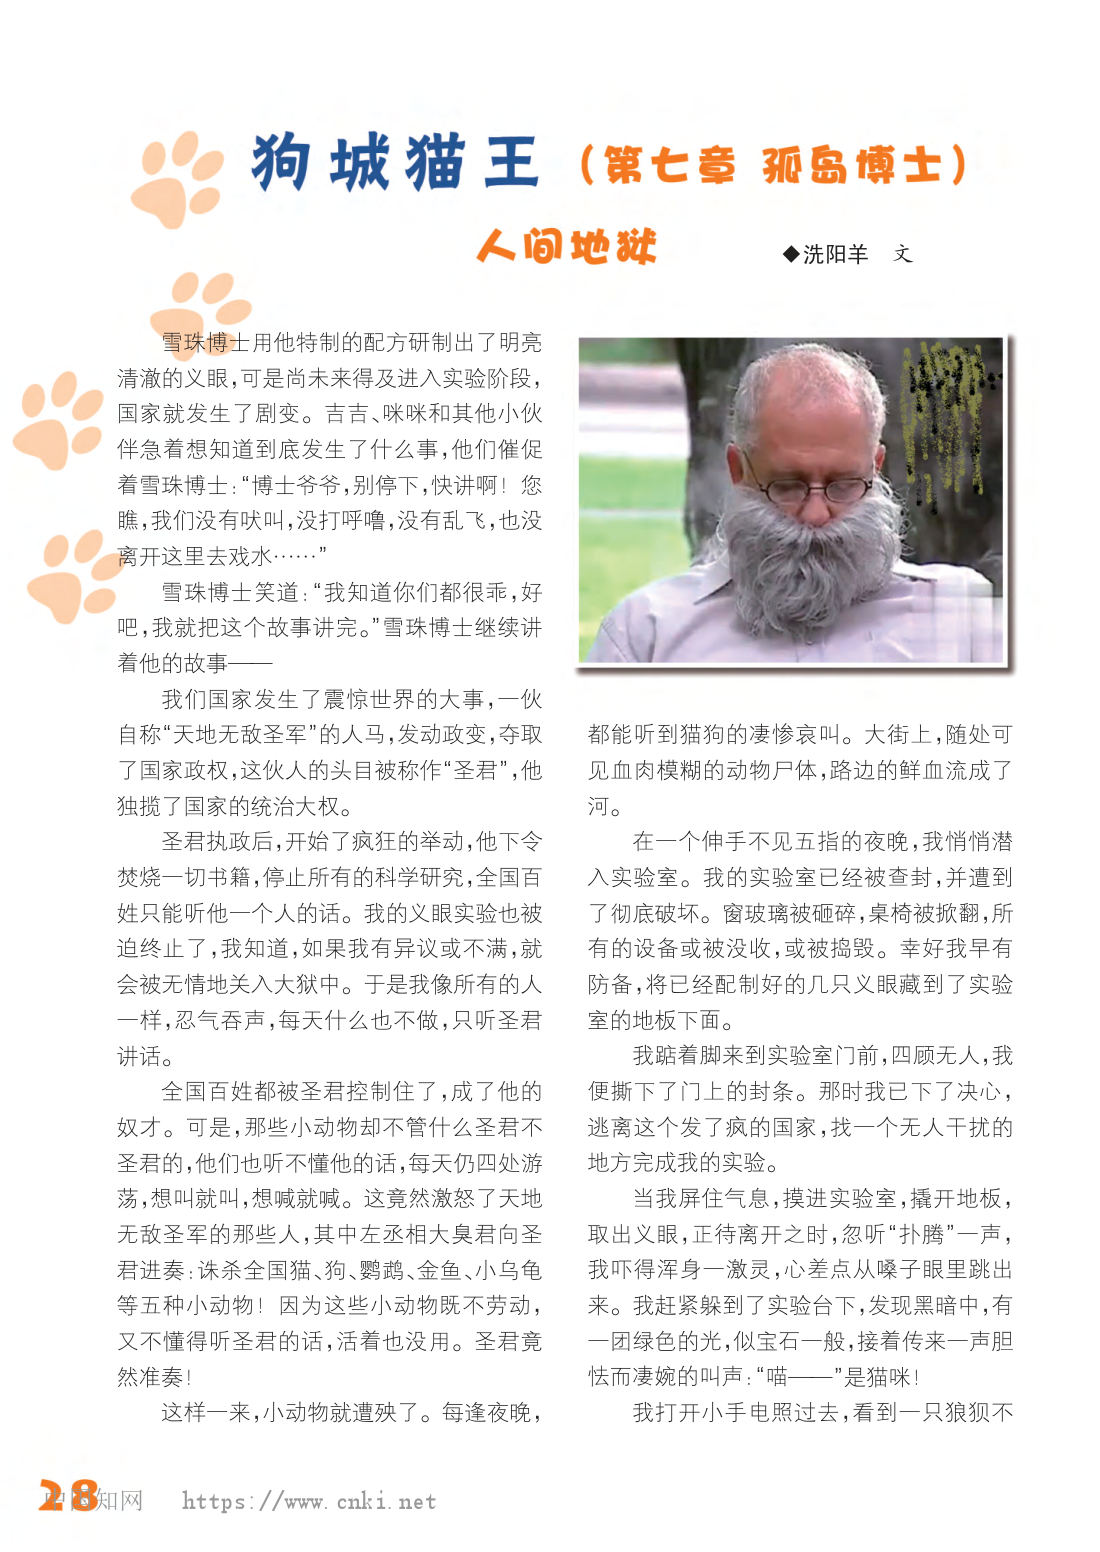 狗城猫王（第七章 孤岛博士）
人间地狱
◆洗阳羊 文
雪珠博士用他特制的配方研制出了明亮
清澈的义眼,可是尚未来得及进入实验阶段,
国家就发生了剧变。吉吉、咪咪和其他小伙
伴急着想知道到底发生了什么事,他们催促
着雪珠博士:“博士爷爷,别停下,快讲啊！您
瞧,我们没有吠叫,没打呼噜,没有乱飞,也没
离开这里去戏水……”
雪珠博士笑道:“我知道你们都很乖,好
吧,我就把这个故事讲完。”雪珠博士继续讲
着他的故事——
我们国家发生了震惊世界的大事,一伙
自称“天地无敌圣军”的人马,发动政变,夺取
了国家政权,这伙人的头目被称作“圣君”,他
独揽了国家的统治大权。
圣君执政后,开始了疯狂的举动,他下令
焚烧一切书籍,停止所有的科学研究,全国百
姓只能听他一个人的话。我的义眼实验也被
迫终止了,我知道,如果我有异议或不满,就
会被无情地关入大狱中。于是我像所有的人
一样,忍气吞声,每天什么也不做,只听圣君
讲话。
全国百姓都被圣君控制住了,成了他的
奴才。可是,那些小动物却不管什么圣君不
圣君的,他们也听不懂他的话,每天仍四处游
荡,想叫就叫,想喊就喊。这竟然激怒了天地
无敌圣军的那些人,其中左丞相大臭君向圣
君进奏:诛杀全国猫、狗、鹦鹉、金鱼、小乌龟
等五种小动物！因为这些小动物既不劳动,
又不懂得听圣君的话,活着也没用。圣君竟
然准奏！
这样一来,小动物就遭殃了。每逢夜晚,
都能听到猫狗的凄惨哀叫。大街上,随处可
见血肉模糊的动物尸体,路边的鲜血流成了
河。
在一个伸手不见五指的夜晚,我悄悄潜
入实验室。我的实验室已经被查封,并遭到
了彻底破坏。窗玻璃被砸碎,桌椅被掀翻,所
有的设备或被没收,或被捣毁。幸好我早有
防备,将已经配制好的几只义眼藏到了实验
室的地板下面。
我踮着脚来到实验室门前,四顾无人,我
便撕下了门上的封条。那时我已下了决心,
逃离这个发了疯的国家,找一个无人干扰的
地方完成我的实验。
当我屏住气息,摸进实验室,撬开地板,
取出义眼,正待离开之时,忽听“扑腾”一声,
我吓得浑身一激灵,心差点从嗓子眼里跳出
来。我赶紧躲到了实验台下,发现黑暗中,有
一团绿色的光,似宝石一般,接着传来一声胆
怯而凄婉的叫声:“喵——”是猫咪！
我打开小手电照过去,看到一只狼狈不
28
中国知网 https://www.cnki.net